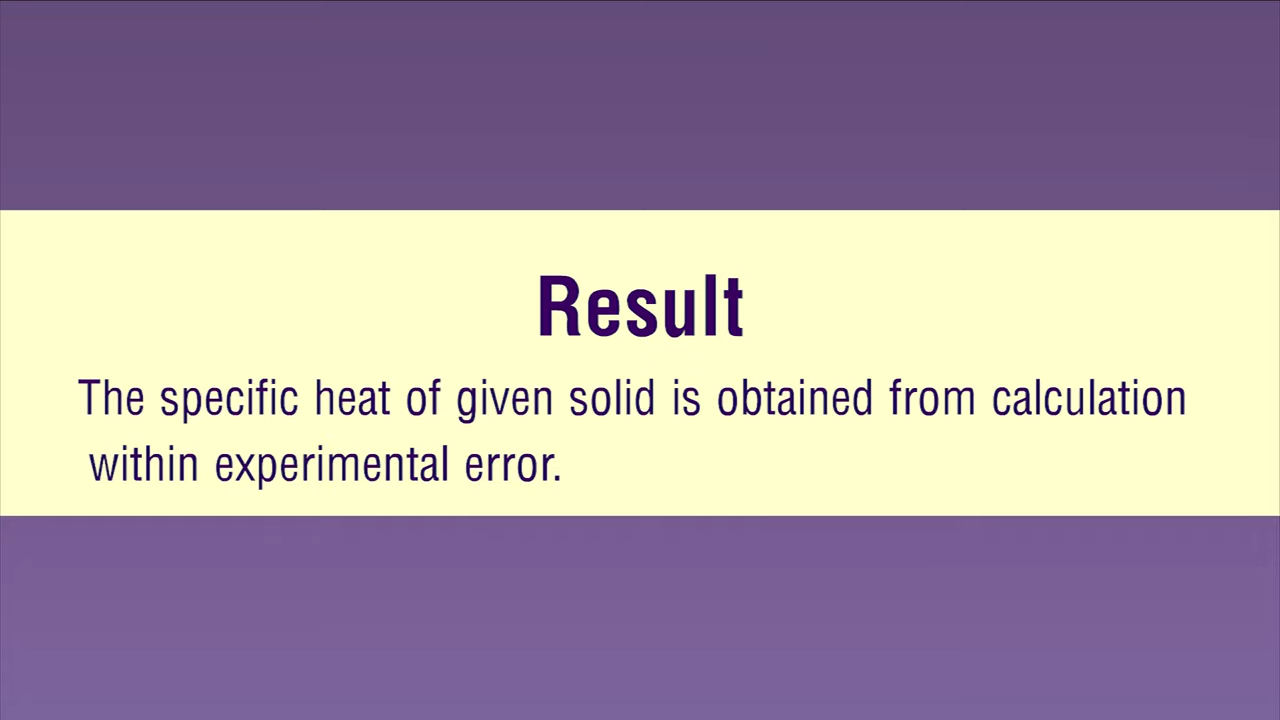 Result
The specific heat of given solid is obtained from calculation
within experimental error.